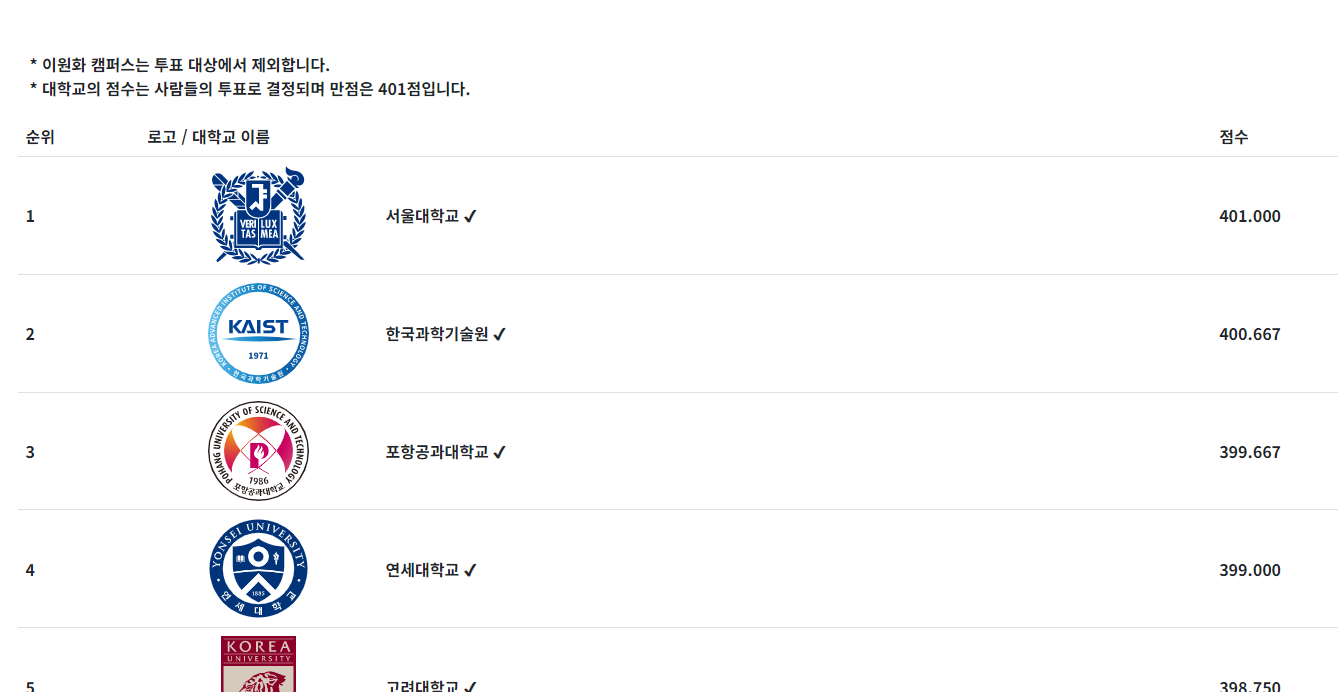 * 이원화 캠퍼스는 투표 대상에서 제외합니다.
* 대학교의 점수는 사람들의 투표로 결정되며 만점은 401점입니다.
순위 로고 / 대학교 이름 점수
1 서울대학교 ✓ 401.000
VERI LUX
TAS MEA
2 한국과학기술원 ✓ 400.667
KOREA ADVANCED INSTITUTE OF SCIENCE AND TECHNOLOGY
KAIST
1971
한국과학기술원
3 포항공과대학교 ✓ 399.667
POHANG UNIVERSITY OF SCIENCE AND TECHNOLOGY
1986
포항공과대학교
4 연세대학교 ✓ 399.000
YONSEI UNIVERSITY
1885
연세대학교
KOREA
UNIVERSITY
5 고려대학교 ✓ 398.750